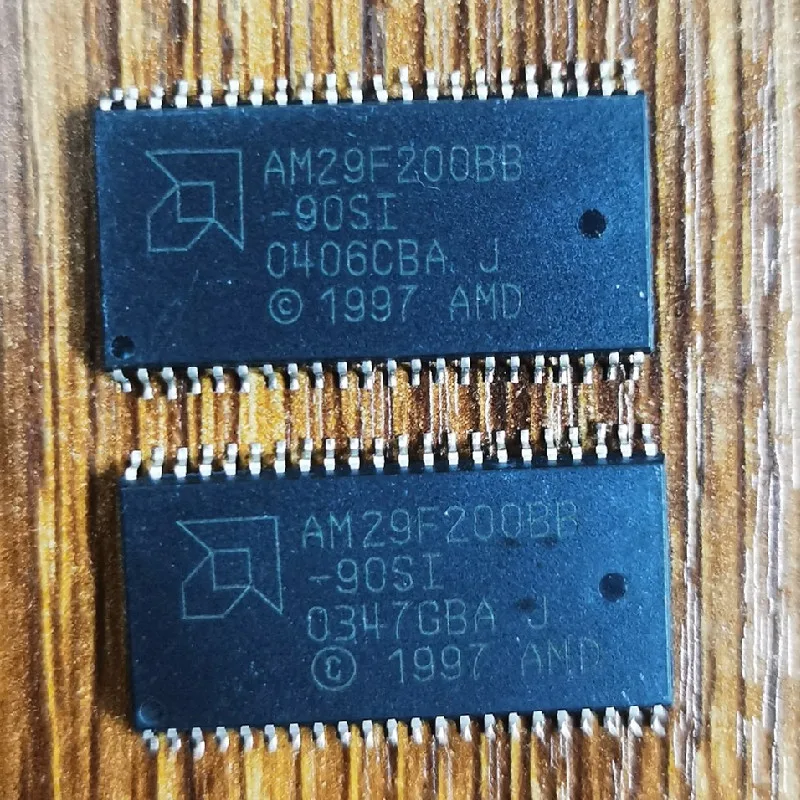 AM29F200BB
-90SI
0406CBA J
© 1997 AMD
AM29F200BB
-90SI
0347GBA J
© 1997 AMD